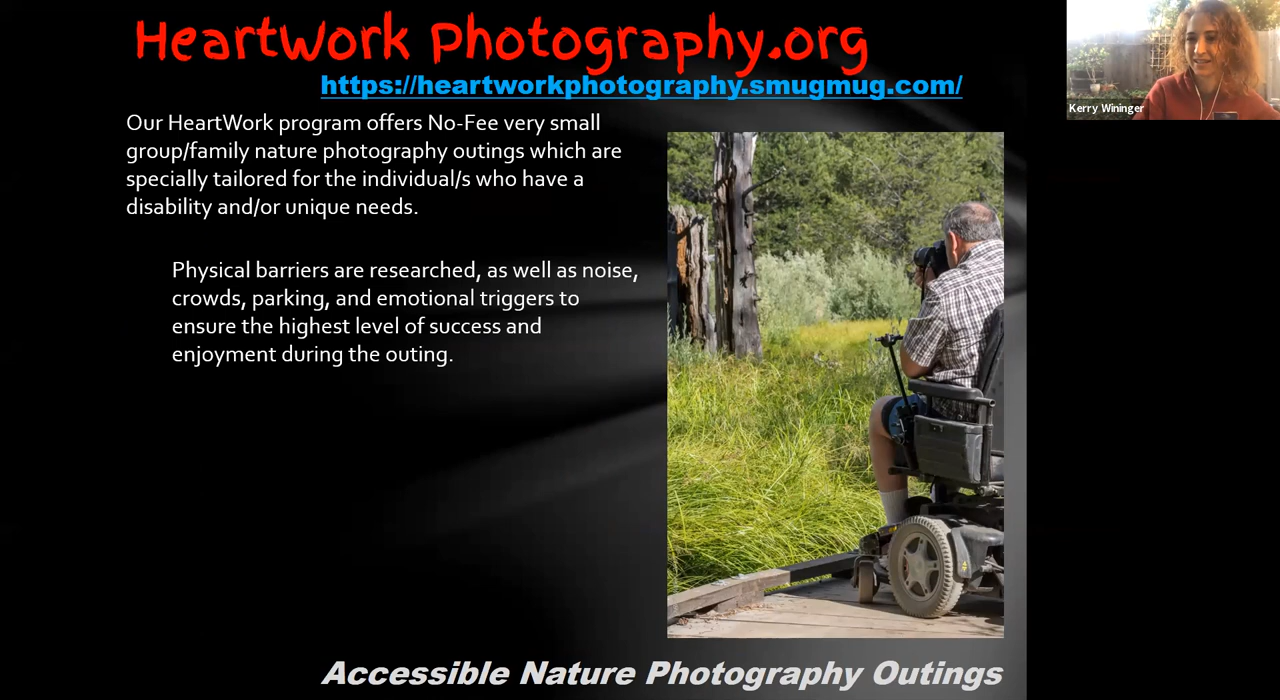 HeartWork Photography.org
https://heartworkphotography.smugmug.com/
Kerry Wininger
Our HeartWork program offers No-Fee very small
group/family nature photography outings which are
specially tailored for the individual/s who have a
disability and/or unique needs.
Physical barriers are researched, as well as noise,
crowds, parking, and emotional triggers to
ensure the highest level of success and
enjoyment during the outing.
Accessible Nature Photography Outings